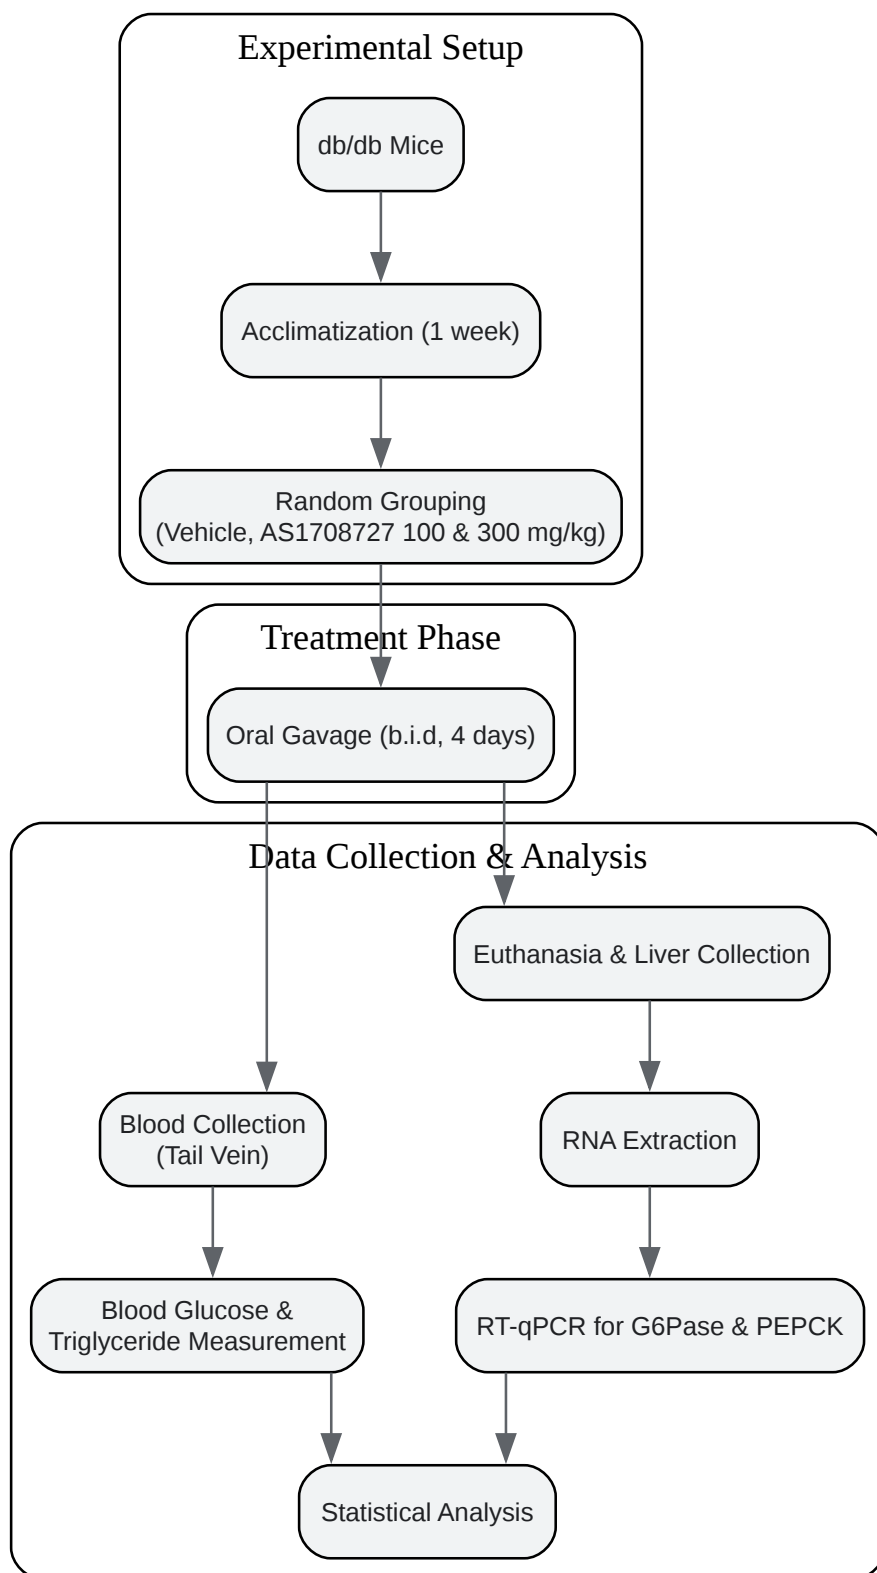 Experimental Setup
db/db Mice
Acclimatization (1 week)
Random Grouping
(Vehicle, AS1708727 100 & 300 mg/kg)
Treatment Phase
Oral Gavage (b.i.d, 4 days)
Data Collection & Analysis
Euthanasia & Liver Collection
Blood Collection
(Tail Vein)
RNA Extraction
Blood Glucose &
Triglyceride Measurement
RT-qPCR for G6Pase & PEPCK
Statistical Analysis